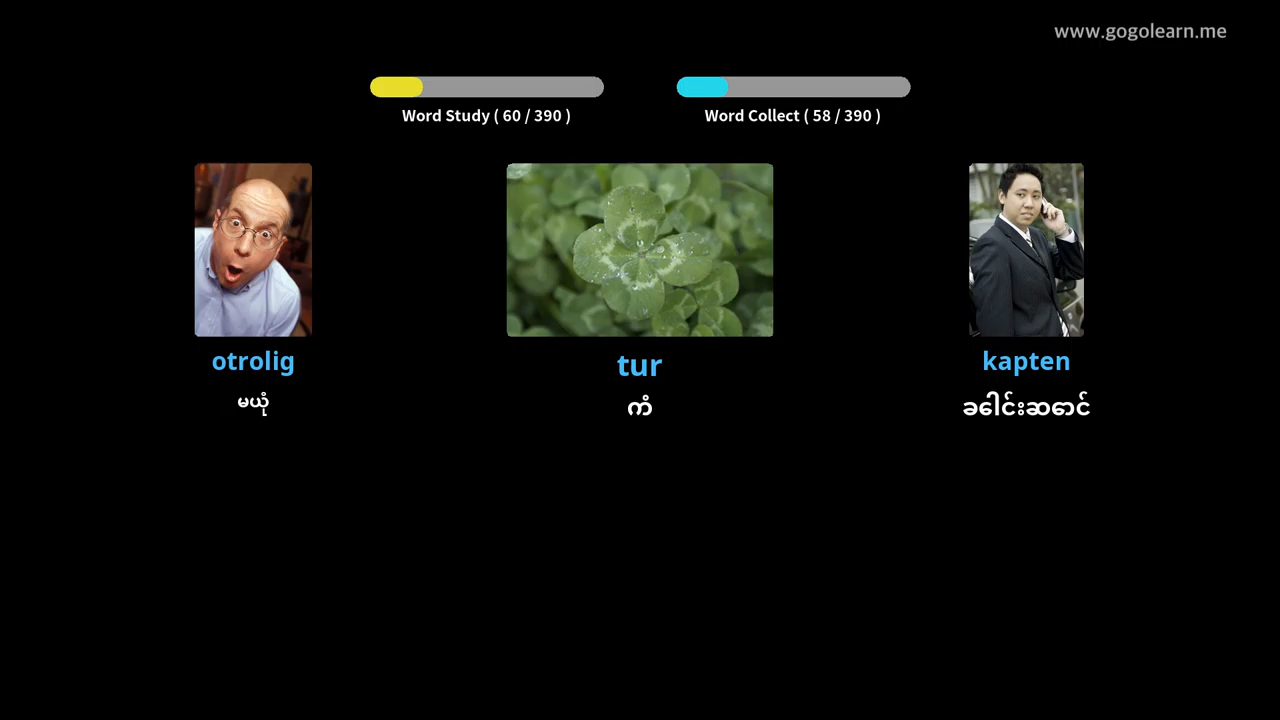 www.gogolearn.me
Word Study ( 60 / 390 )
Word Collect ( 58 / 390 )
otrolig
tur
kapten
မယုံ
ကံ
ခေါင်းဆောင်